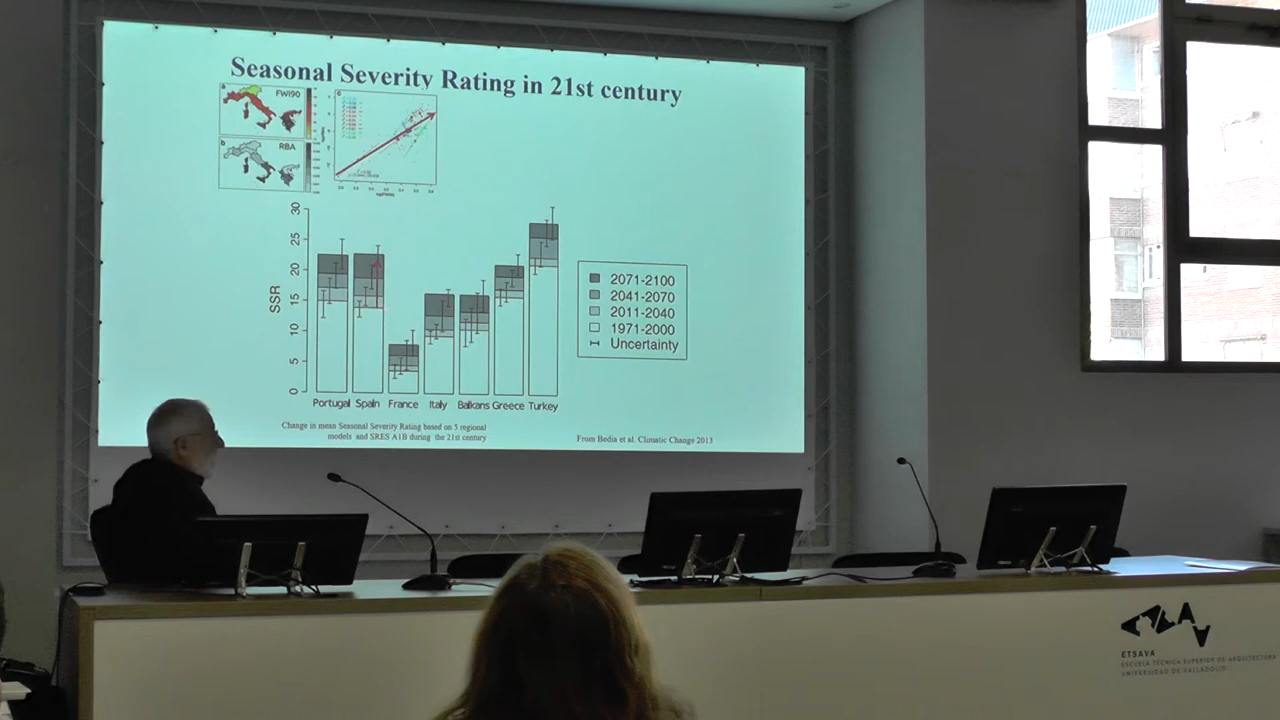 Seasonal Severity Rating in 21st century
a
FWI90
b
RBA
c
30
25
20
15
10
5
0
SSR
Portugal Spain France Italy Balkans Greece Turkey
2071-2100
2041-2070
2011-2040
1971-2000
Uncertainty
Change in mean Seasonal Severity Rating based on 5 regional
models and SRES A1B during the 21st century
From Bedia et al. Climatic Change 2013
ETSAVA
ESCUELA TÉCNICA SUPERIOR DE ARQUITECTURA
UNIVERSIDAD DE VALLADOLID